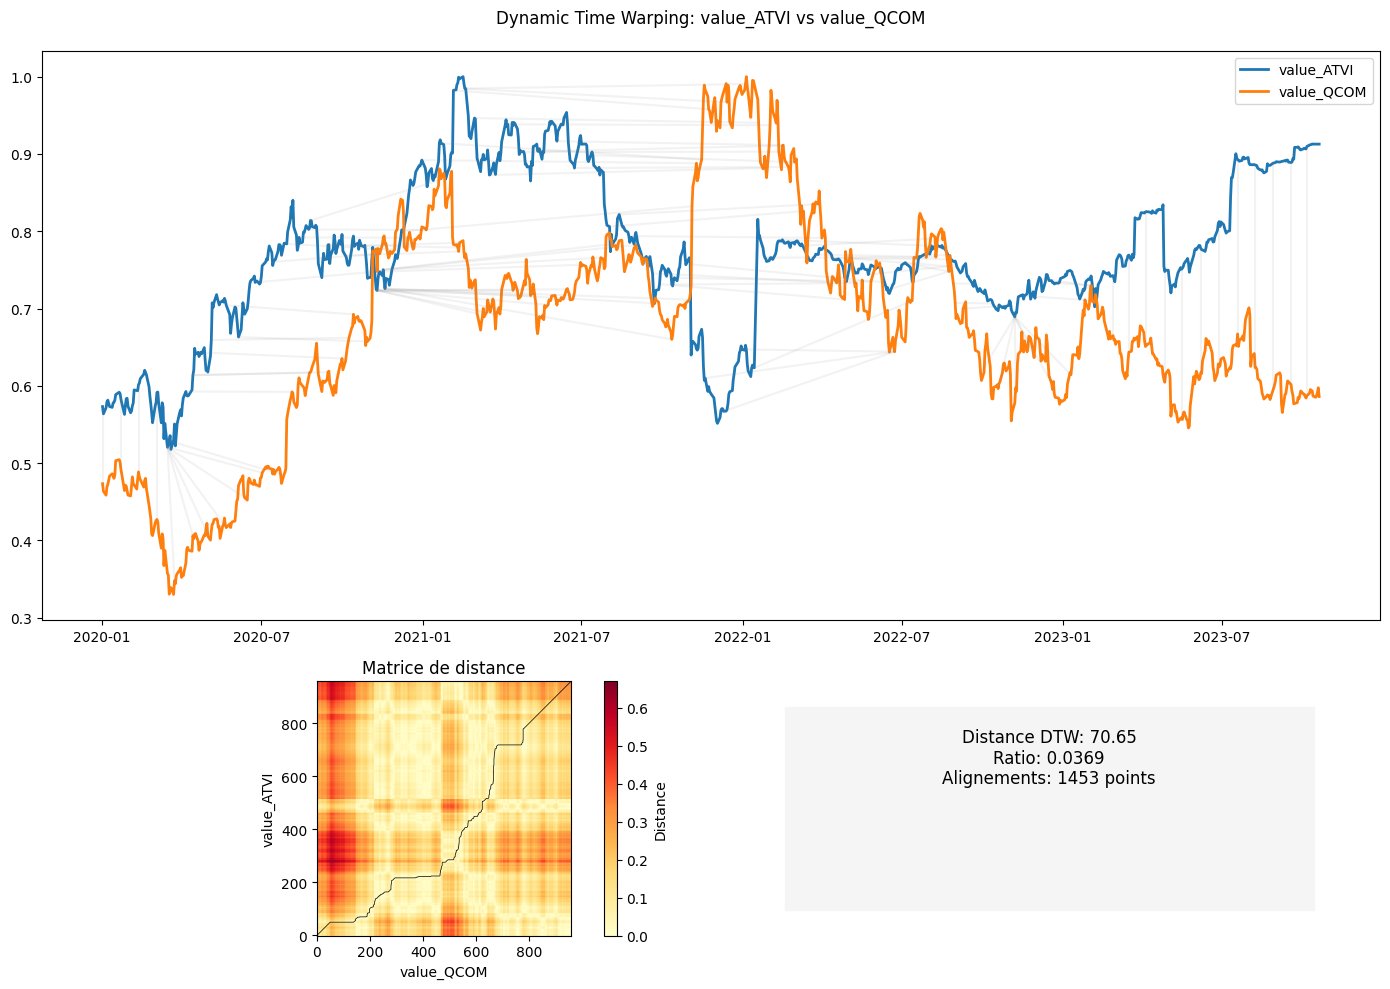 Dynamic Time Warping: value_ATVI vs value_QCOM
value_ATVI
value_QCOM
1.0
0.9
0.8
0.7
0.6
0.5
0.4
0.3
2020-01 2020-07 2021-01 2021-07 2022-01 2022-07 2023-01 2023-07
Matrice de distance
value_ATVI
800
600
400
200
0
0 200 400 600 800
value_QCOM
0.6
0.5
0.4
0.3
0.2
0.1
0.0
Distance
Distance DTW: 70.65
Ratio: 0.0369
Alignements: 1453 points